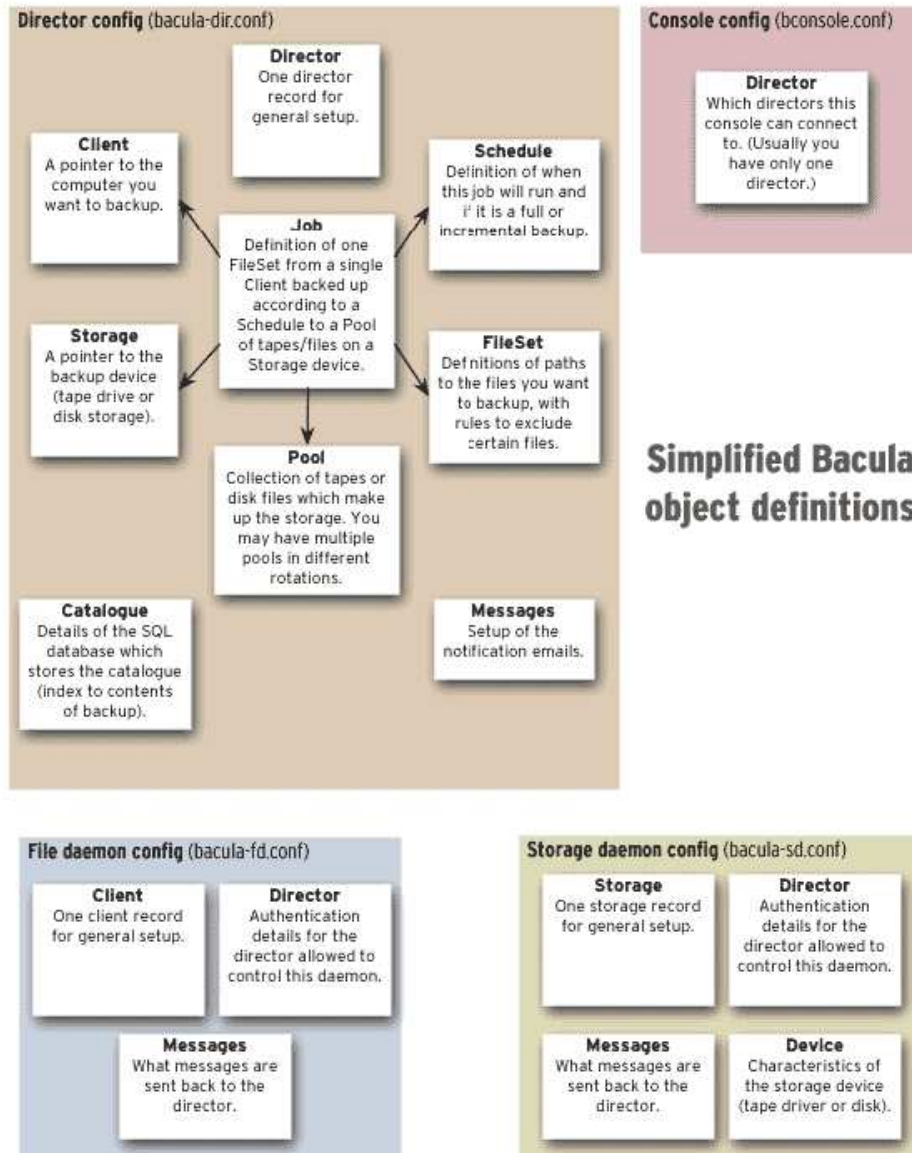 Director config (bacula-dir.conf)
Director
One director
record for
general setup.
Client
A pointer to the
computer you
want to backup.
Schedule
Definition of when
this job will run and
i' it is a full or
incremental backup.
Job
Definition of one
FileSet from a single
Client backed up
according to a
Schedule to a Pool
of tapes/files on a
Storage device.
Storage
A pointer to the
backup device
(tape drive or
disk storage).
FileSet
Definitions of paths
to the files you want
to backup, with
rules to exclude
certain files.
Pool
Collection of tapes or
disk files which make
up the storage. You
may have multiple
pools in different
rotations.
Catalogue
Details of the SQL
database which
stores the catalogue
(index to contents
of backup).
Messages
Setup of the
notification emails.
Console config (bconsole.conf)
Director
Which directors this
console can connect
to. (Usually you
have only one
director.)
Simplified Bacula
object definitions
File daemon config (bacula-fd.conf)
Client
One client record
for general setup.
Director
Authentication
details for the
director allowed to
control this daemon.
Messages
What messages are
sent back to the
director.
Storage daemon config (bacula-sd.conf)
Storage
One storage record
for general setup.
Director
Authentication
details for the
director allowed to
control this daemon.
Messages
What messages are
sent back to the
director.
Device
Characteristics of
the storage device
(tape driver or disk).